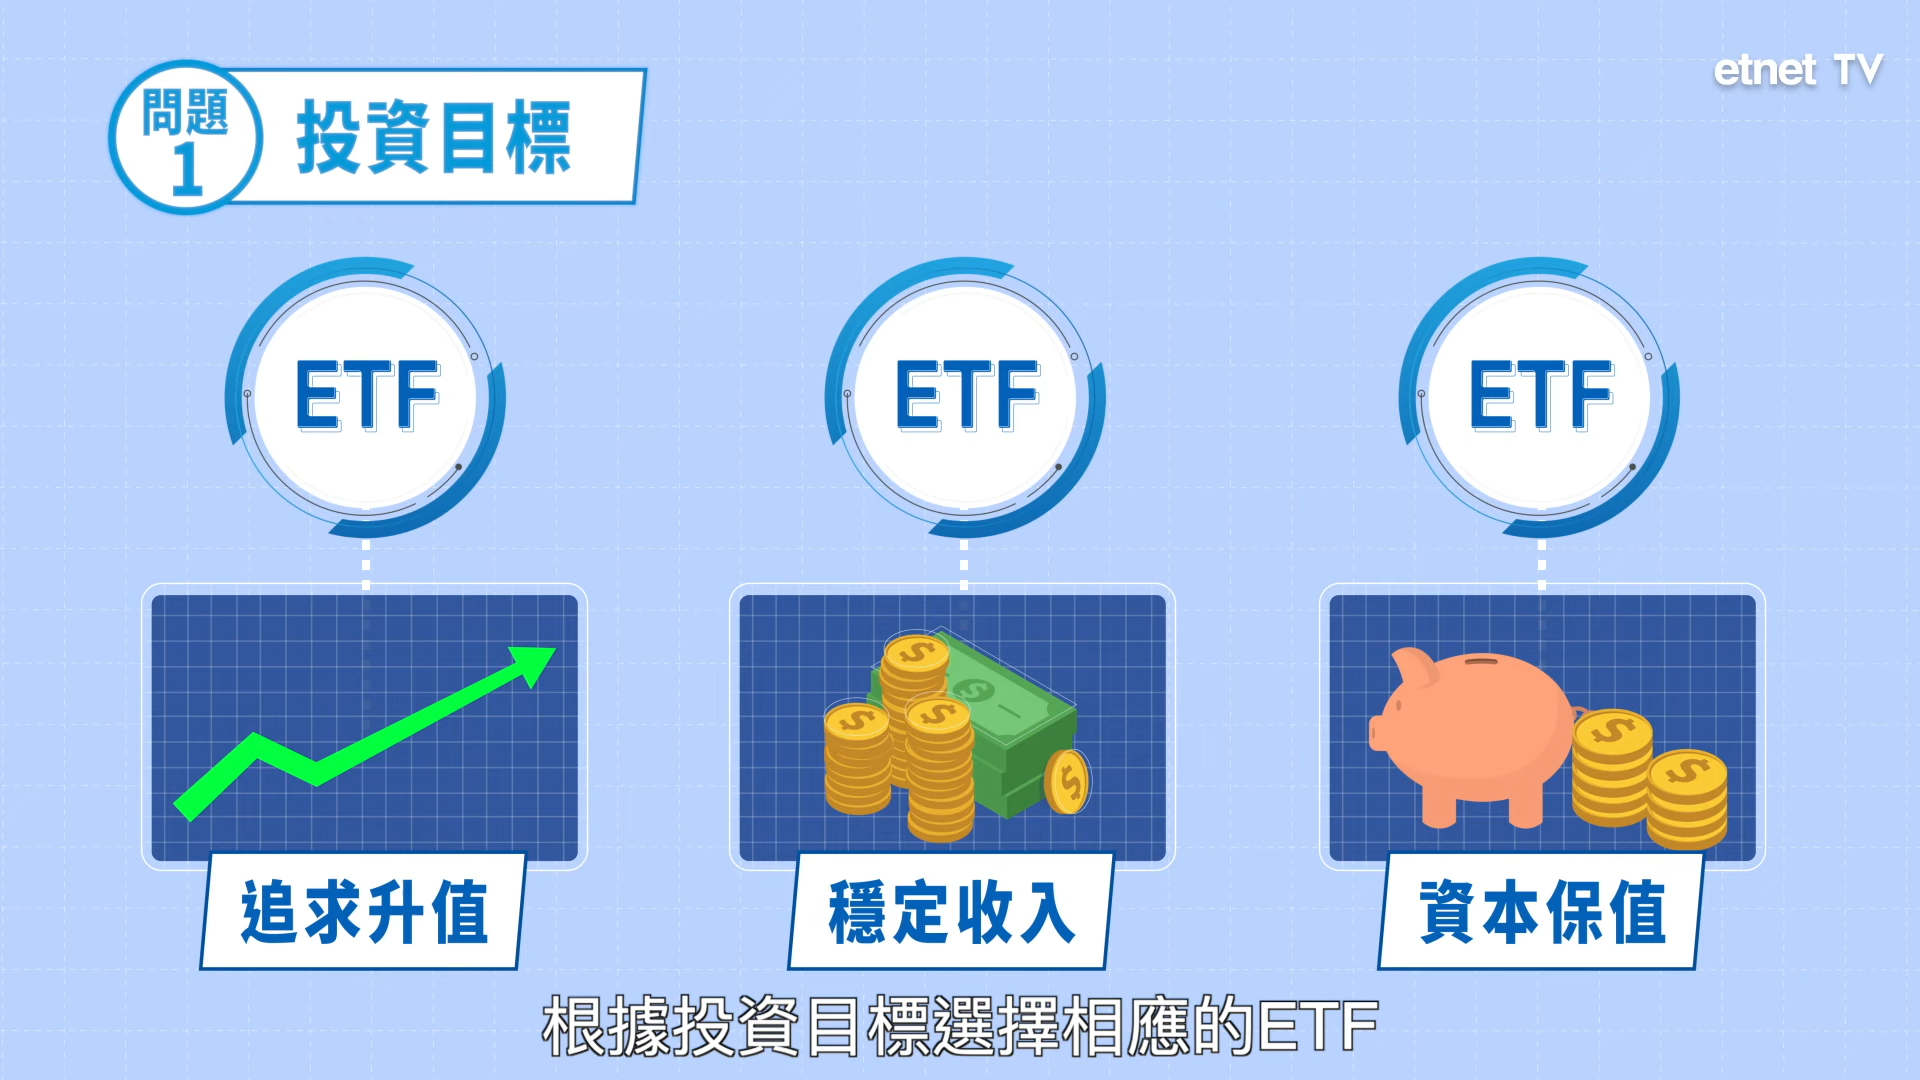 etnet TV
問題
1
投資目標
ETF
ETF
ETF
追求升值
穩定收入
資本保值
根據投資目標選擇相應的ETF